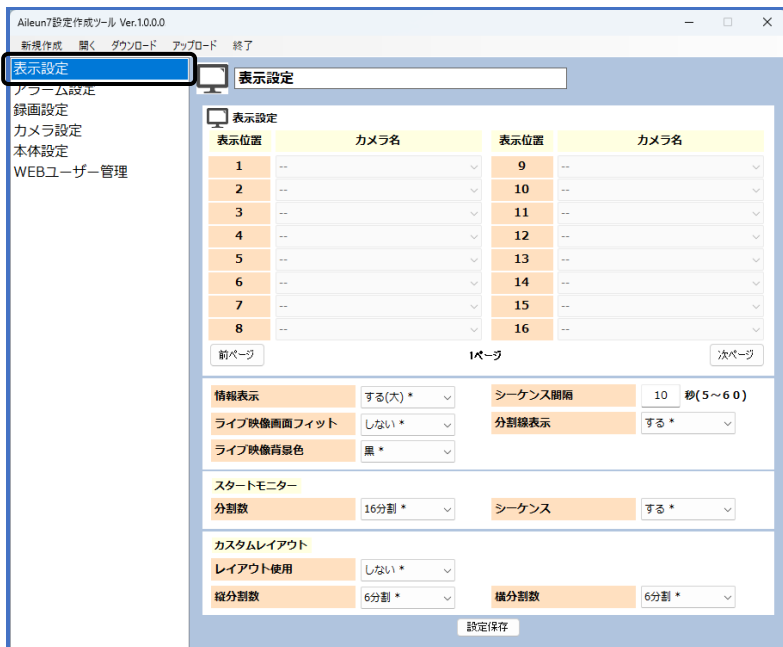 Aileun7設定作成ツール Ver.1.0.0.0
新規作成 開く ダウンロード アップロード 終了
表示設定
アラーム設定
録画設定
カメラ設定
本体設定
WEBユーザー管理
表示設定
表示設定
表示位置 カメラ名 表示位置 カメラ名
1 -- 9 --
2 -- 10 --
3 -- 11 --
4 -- 12 --
5 -- 13 --
6 -- 14 --
7 -- 15 --
8 -- 16 --
前ページ 1ページ 次ページ
情報表示 する(大) * シーケンス間隔 10 秒(5～60)
ライブ映像画面フィット しない * 分割線表示 する *
ライブ映像背景色 黒 *
スタートモニター
分割数 16分割 * シーケンス する *
カスタムレイアウト
レイアウト使用 しない *
縦分割数 6分割 * 横分割数 6分割 *
設定保存